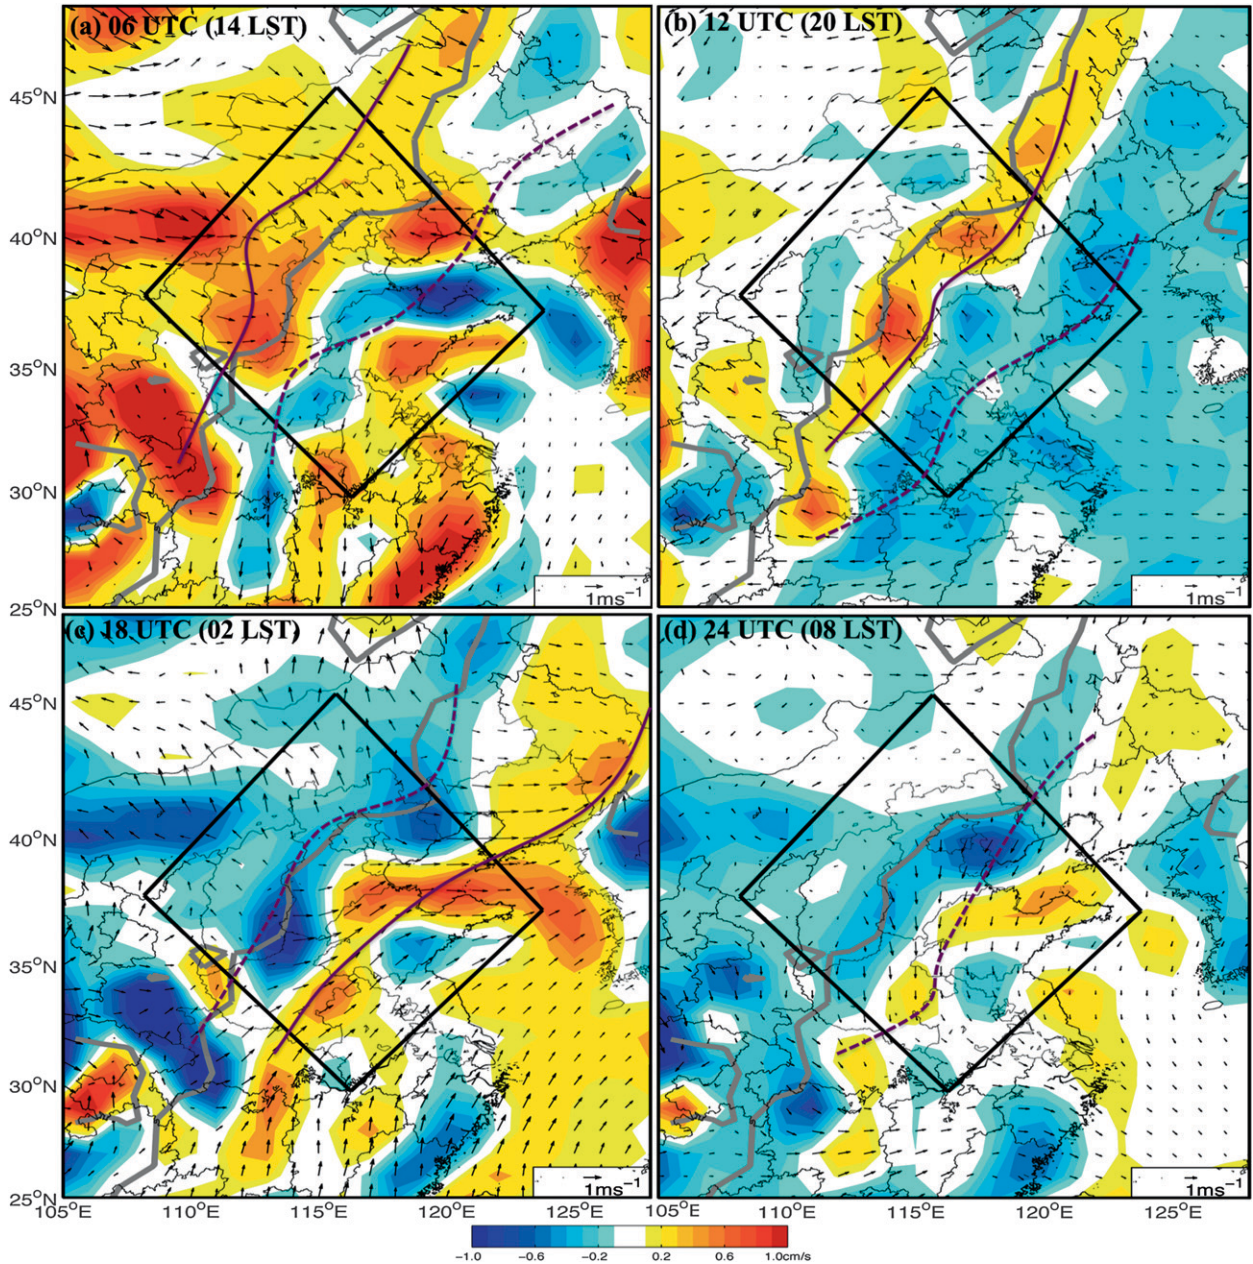 (a) 06 UTC (14 LST)
(b) 12 UTC (20 LST)
45°N
40°N
35°N
30°N
25°N
1ms⁻¹
1ms⁻¹
(c) 18 UTC (02 LST)
(d) 24 UTC (08 LST)
45°N
40°N
35°N
30°N
25°N
1ms⁻¹
1ms⁻¹
105°E 110°E 115°E 120°E 125°E 105°E 110°E 115°E 120°E 125°E
-1.0 -0.6 -0.2 0.2 0.6 1.0cm/s